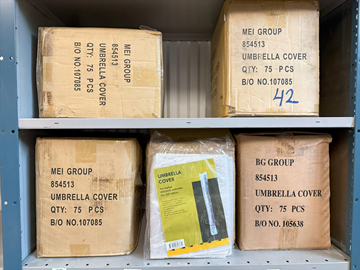 MEI GROUP
854513
UMBRELLA COVER
QTY: 75 PCS
B/O NO.107085
MEI GROUP
854513
UMBRELLA COVER
QTY: 75 PCS
B/O NO.107085
42
MEI GROUP
854513
UMBRELLA COVER
QTY: 75 PCS
B/O NO.107085
UMBRELLA
COVER
BG GROUP
854513
UMBRELLA COVER
QTY: 75 PCS
B/O NO. 105638